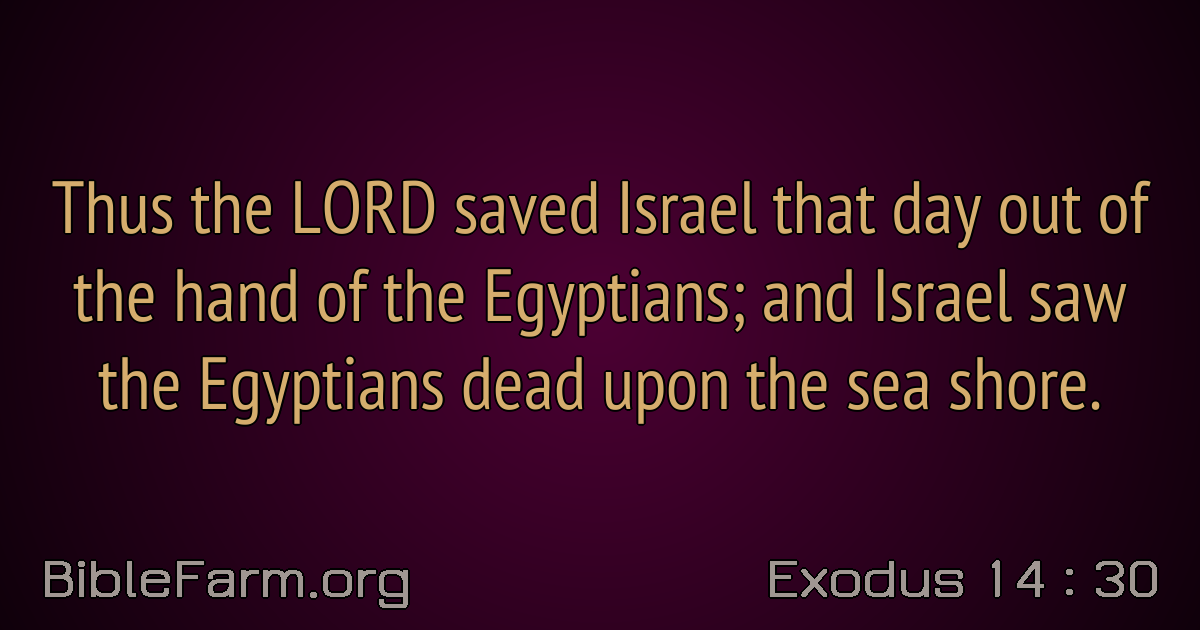 Thus the LORD saved Israel that day out of
the hand of the Egyptians; and Israel saw
the Egyptians dead upon the sea shore.
BibleFarm.org
Exodus 14 : 30